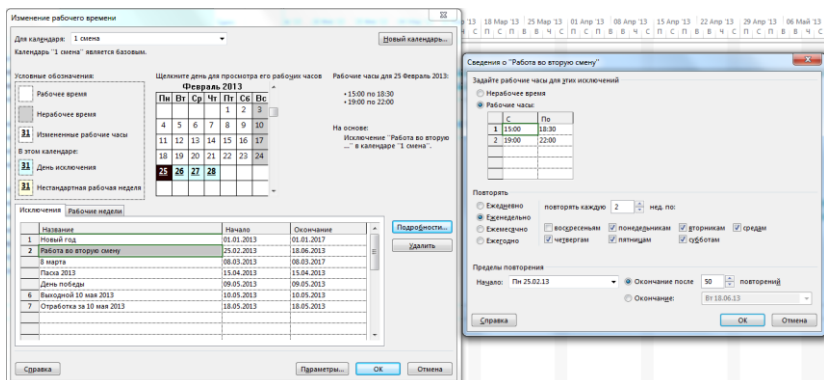 Изменение рабочего времени
Для календаря: 1 смена
Новый календарь...
Календарь "1 смена" является базовым.
Условные обозначения:
Рабочее время
Нерабочее время
31 Измененные рабочие часы
В этом календаре:
31 День исключения
31 Нестандартная рабочая неделя
Щелкните день для просмотра его рабочих часов
Февраль 2013
Пн Вт Ср Чт Пт Сб Вс
1 2 3
4 5 6 7 8 9 10
11 12 13 14 15 16 17
18 19 20 21 22 23 24
25 26 27 28
Рабочие часы для 25 Февраль 2013:
• 15:00 по 18:30
• 19:00 по 22:00
На основе:
Исключение "Работа во вторую
..." в календаре "1 смена".
Исключения Рабочие недели
Название Начало Окончание
1 Новый год 01.01.2013 01.01.2017
2 Работа во вторую смену 25.02.2013 18.06.2013
8 марта 08.03.2013 08.03.2017
Пасха 2013 15.04.2013 15.04.2013
День победы 09.05.2013 09.05.2013
6 Выходной 10 мая 2013 10.05.2013 10.05.2013
7 Отработка за 10 мая 2013 18.05.2013 18.05.2013
Подробности...
Удалить
Справка Параметры... ОК Отмена
'13 18 Мар '13 25 Мар '13 01 Апр '13 08 Апр '13 15 Апр '13 22 Апр '13 29 Апр '13 06 Май '13
Сведения о "Работа во вторую смену"
Задайте рабочие часы для этих исключений
Нерабочее время
Рабочие часы:
С По
1 15:00 18:30
2 19:00 22:00
Повторять
Ежедневно
Еженедельно
Ежемесячно
Ежегодно
повторять каждую 2 нед. по:
воскресеньям понедельникам вторникам средам
четвергам пятницам субботам
Пределы повторения
Начало: Пн 25.02.13 Окончание после 50 повторений
Окончание: Вт 18.06.13
Справка ОК Отмена